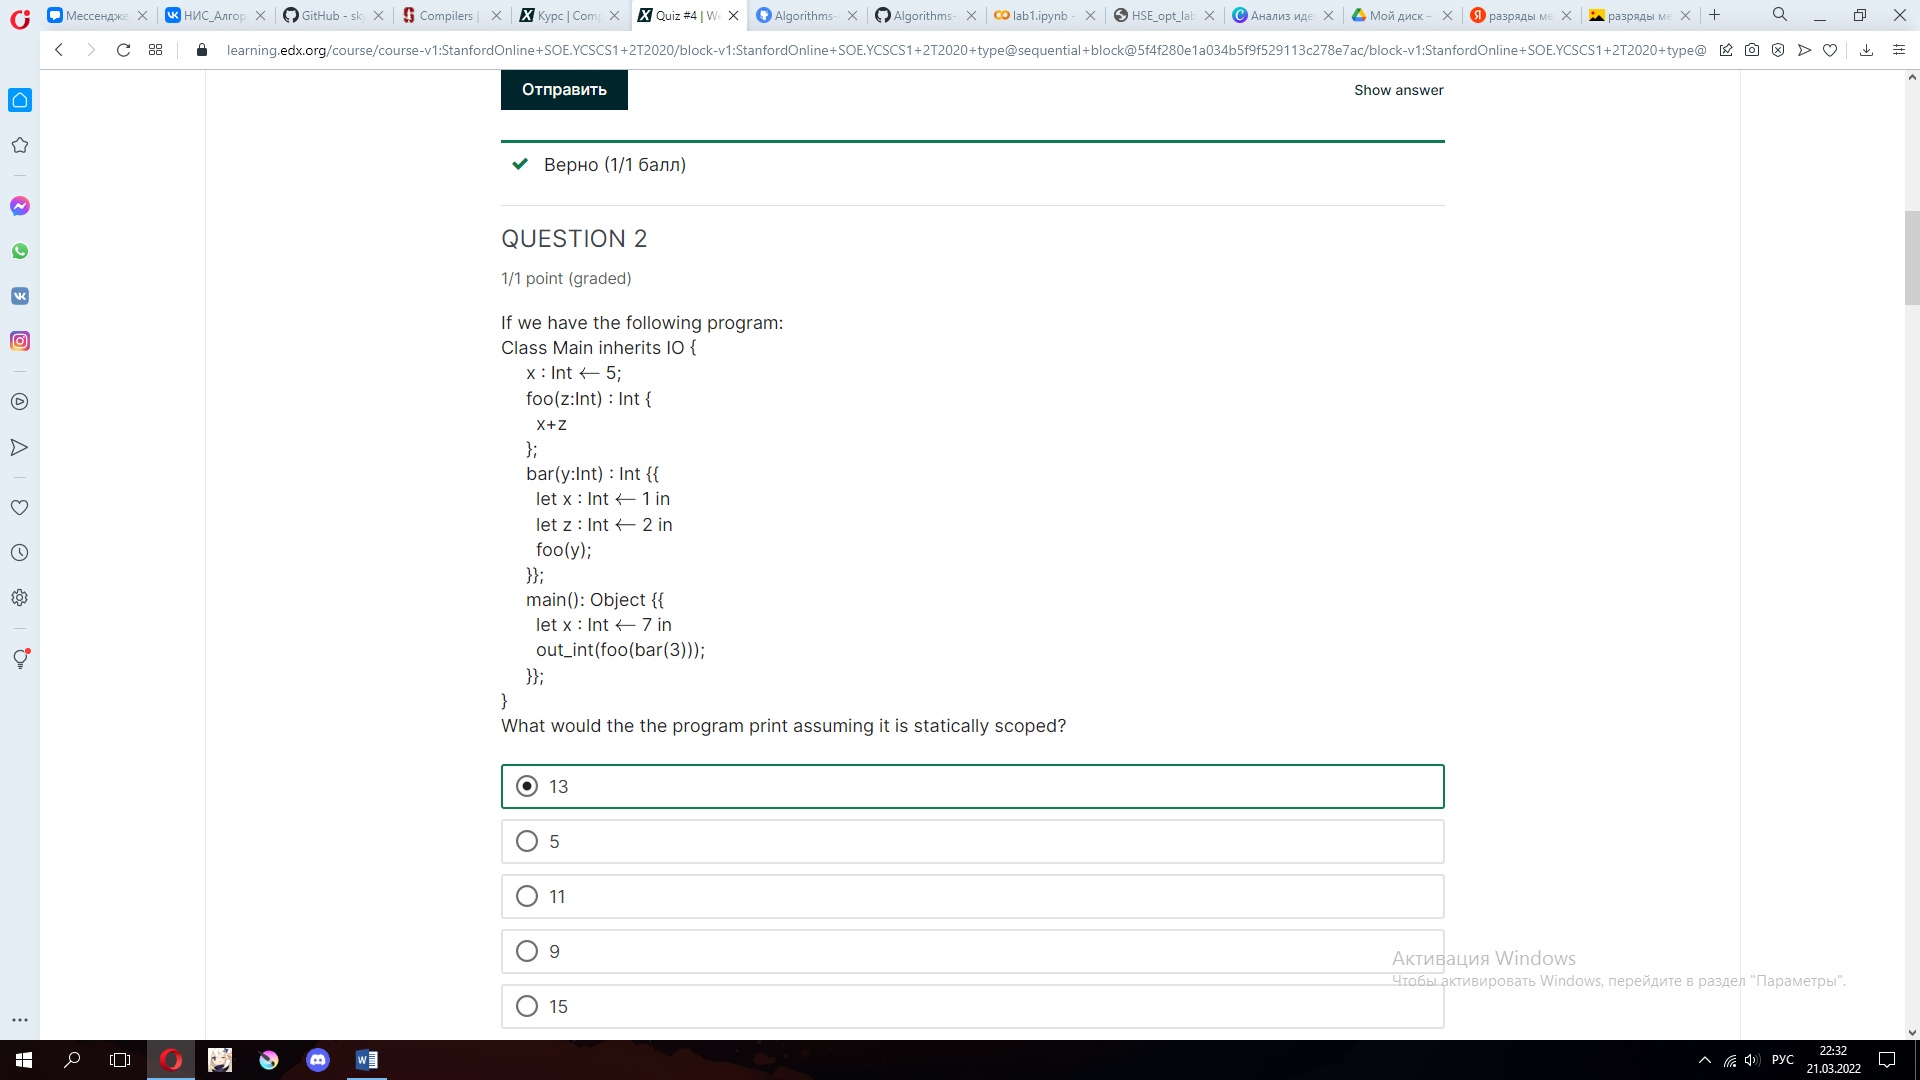 Мессендже
НИС_Алгор
GitHub - sk
Compilers |
Курс | Comp
Quiz #4 | We
Algorithms-
Algorithms-
lab1.ipynb -
HSE_opt_lab
Анализ иде
Мой диск –
разряды ме
разряды ме
learning.edx.org/course/course-v1:StanfordOnline+SOE.YCSCS1+2T2020/block-v1:StanfordOnline+SOE.YCSCS1+2T2020+type@sequential+block@5f4f280e1a034b5f9f529113c278e7ac/block-v1:StanfordOnline+SOE.YCSCS1+2T2020+type@
Отправить
Show answer
Верно (1/1 балл)
QUESTION 2
1/1 point (graded)
If we have the following program:
Class Main inherits IO {
x : Int ⟵ 5;
foo(z:Int) : Int {
x+z
};
bar(y:Int) : Int {{
let x : Int ⟵ 1 in
let z : Int ⟵ 2 in
foo(y);
}};
main(): Object {{
let x : Int ⟵ 7 in
out_int(foo(bar(3)));
}};
}
What would the the program print assuming it is statically scoped?
13
5
11
9
15
Активация Windows
Чтобы активировать Windows, перейдите в раздел "Параметры".
РУС
22:32
21.03.2022